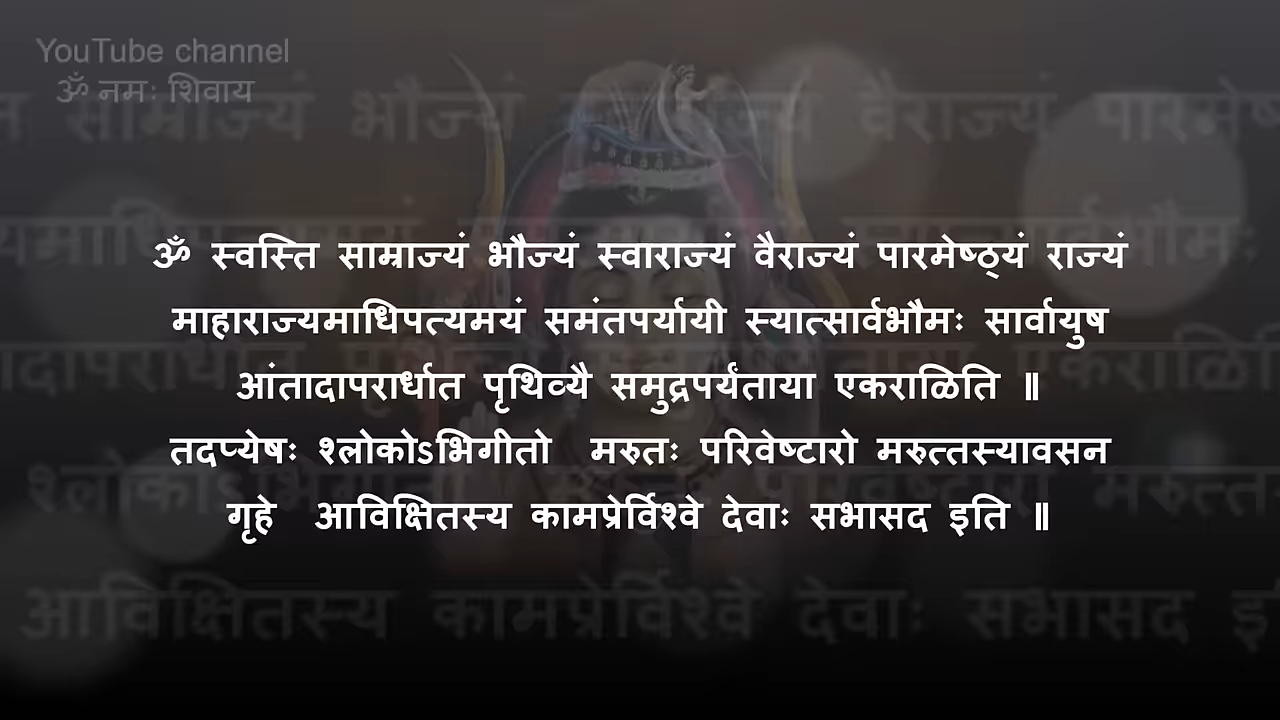 YouTube channel
ॐ नमः शिवाय
ॐ स्वस्ति साम्राज्यं भौज्यं स्वाराज्यं वैराज्यं पारमेष्ठ्यं राज्यं
माहाराज्यमाधिपत्यमयं समंतपर्यायी स्यात्सार्वभौमः सार्वायुष
आंतादापरार्धात पृथिव्यै समुद्रपर्यंताया एकराळिति ॥
तदप्येषः श्लोकोऽभिगीतो मरुतः परिवेष्टारो मरुत्तस्यावसन
गृहे आविक्षितस्य कामप्रेर्विश्वे देवाः सभासद इति ॥